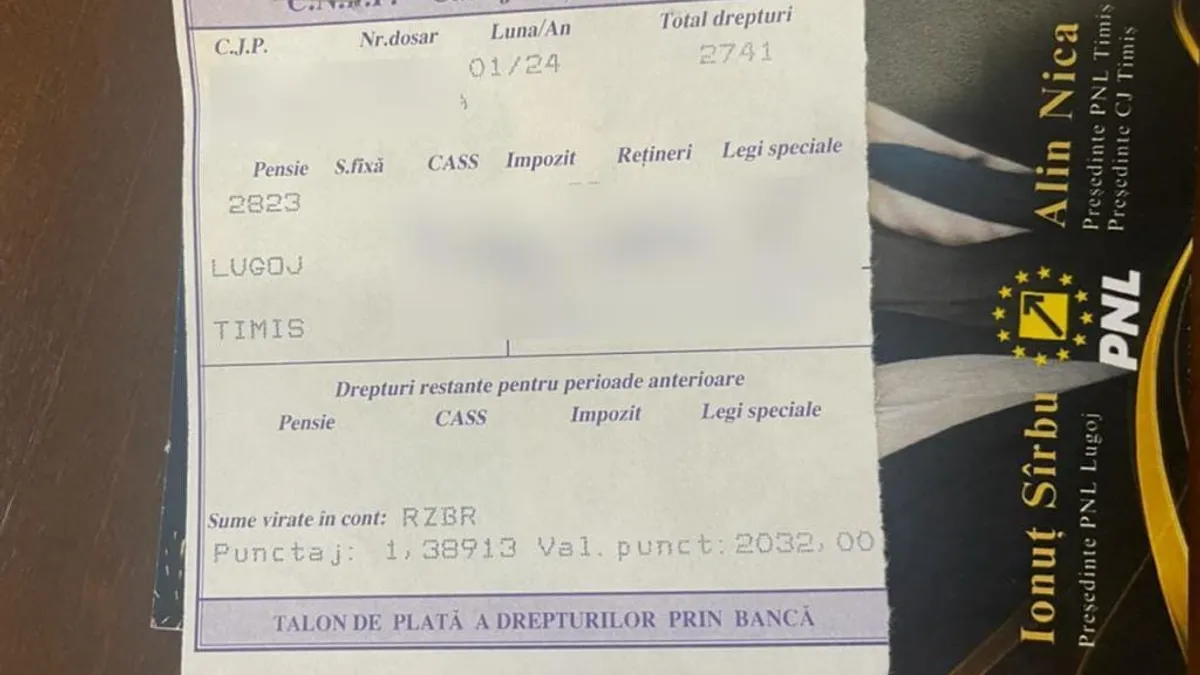 C.N.P.P.
C.J.P. Nr.dosar Luna/An Total drepturi
01/24 2741
Pensie S.fixă CASS Impozit Rețineri Legi speciale
2823
LUGOJ
TIMIS
Drepturi restante pentru perioade anterioare
Pensie CASS Impozit Legi speciale
Sume virate în cont: RZBR
Punctaj: 1,38913 Val.punct:2032,00
TALON DE PLATĂ A DREPTURILOR PRIN BANCĂ
Alin Nica
Președinte PNL Timiș
Președinte CJ Timiș
PNL
Ionuț Sîrbu
Președinte PNL Lugoj